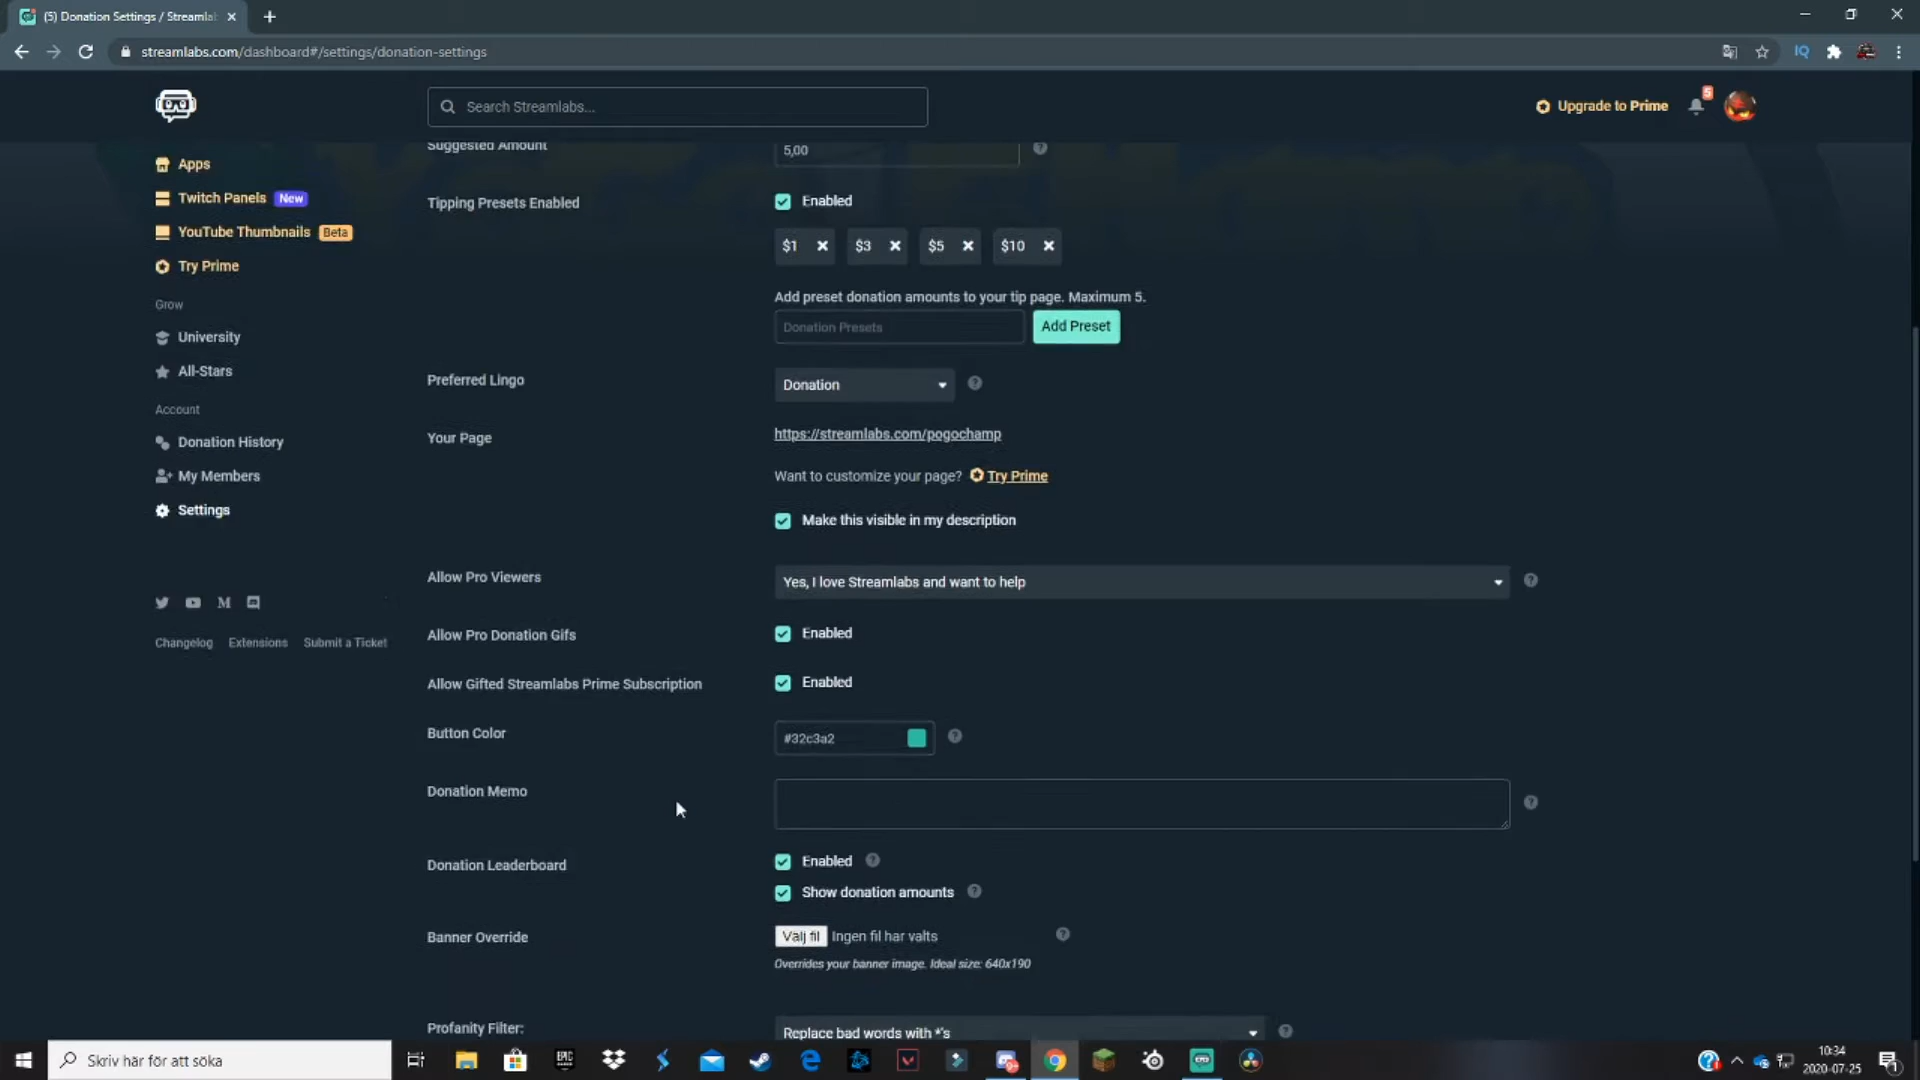 (5) Donation Settings / Streamla
streamlabs.com/dashboard#/settings/donation-settings
Search Streamlabs...
Upgrade to Prime
5
Apps
Twitch Panels New
YouTube Thumbnails Beta
Try Prime
Grow
University
All-Stars
Account
Donation History
My Members
Settings
Changelog Extensions Submit a Ticket
Suggested Amount 5,00
Tipping Presets Enabled Enabled
$1 $3 $5 $10
Add preset donation amounts to your tip page. Maximum 5.
Donation Presets Add Preset
Preferred Lingo Donation
Your Page https://streamlabs.com/pogochamp
Want to customize your page? Try Prime
Make this visible in my description
Allow Pro Viewers Yes, I love Streamlabs and want to help
Allow Pro Donation Gifs Enabled
Allow Gifted Streamlabs Prime Subscription Enabled
Button Color #32c3a2
Donation Memo
Donation Leaderboard Enabled
Show donation amounts
Banner Override Välj fil Ingen fil har valts
Overrides your banner image. Ideal size: 640x190
Profanity Filter: Replace bad words with *'s
Skriv här för att söka
10:34
2020-07-25